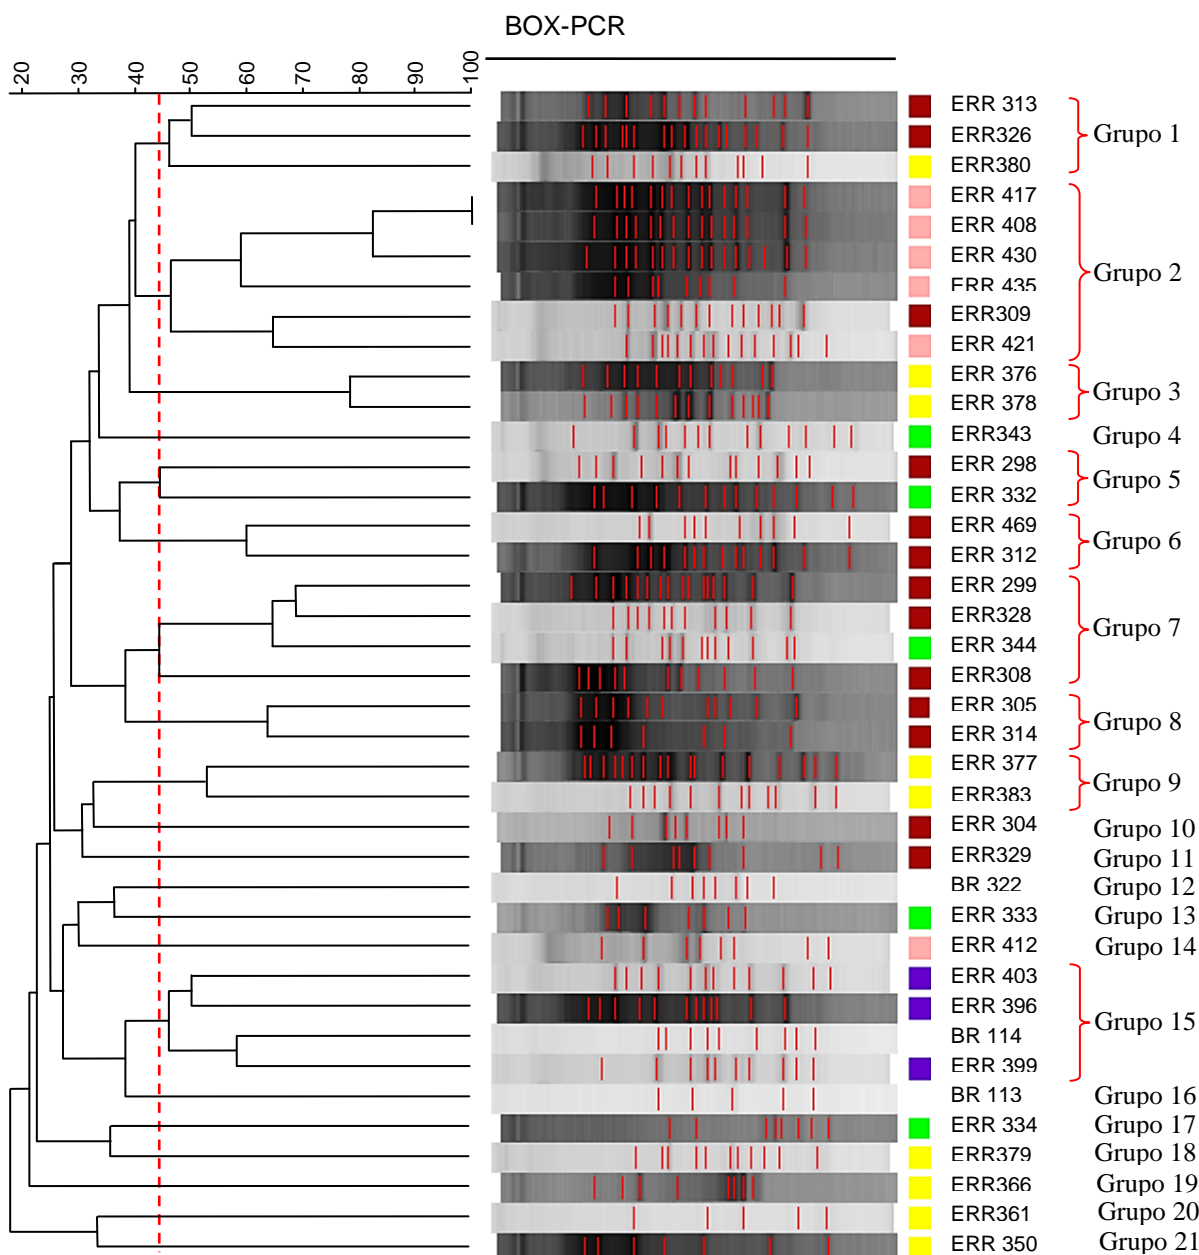 BOX-PCR
20 30 40 50 60 70 80 90 100
ERR 313
ERR326 Grupo 1
ERR380
ERR 417
ERR 408
ERR 430
Grupo 2
ERR 435
ERR309
ERR 421
ERR 376
Grupo 3
ERR 378
ERR343 Grupo 4
ERR 298
Grupo 5
ERR 332
ERR 469
Grupo 6
ERR 312
ERR 299
ERR328
Grupo 7
ERR 344
ERR308
ERR 305
Grupo 8
ERR 314
ERR 377
Grupo 9
ERR383
ERR 304 Grupo 10
ERR329 Grupo 11
BR 322 Grupo 12
ERR 333 Grupo 13
ERR 412 Grupo 14
ERR 403
ERR 396
Grupo 15
BR 114
ERR 399
BR 113 Grupo 16
ERR 334 Grupo 17
ERR379 Grupo 18
ERR366 Grupo 19
ERR361 Grupo 20
ERR 350 Grupo 21